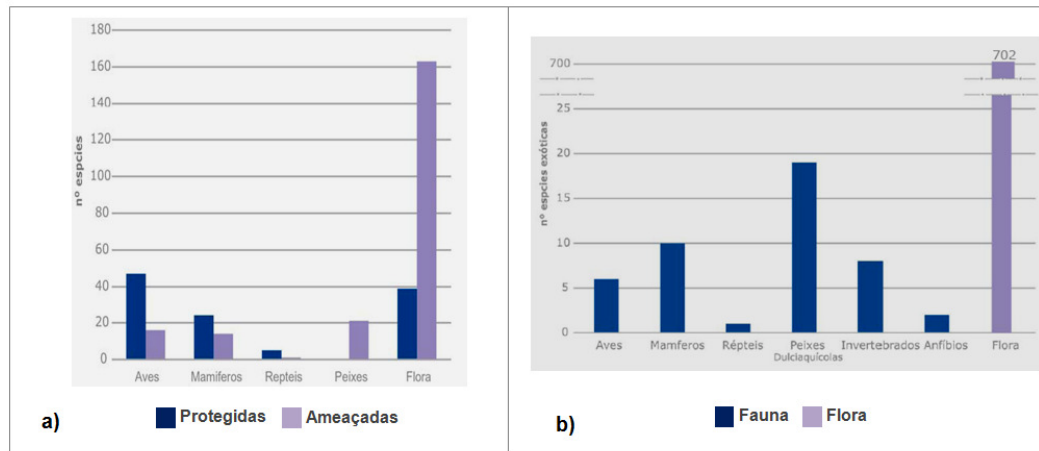 180
160
140
120
100
80
60
40
20
0
nº espcies
Aves Mamiferos Repteis Peixes Flora
a)
Protegidas Ameaçadas
702
700
25
20
15
10
5
0
nº espcies exóticas
Aves Mamferos Répteis Peixes Invertebrados Anfíbios Flora
Dulciaquícolas
b)
Fauna Flora